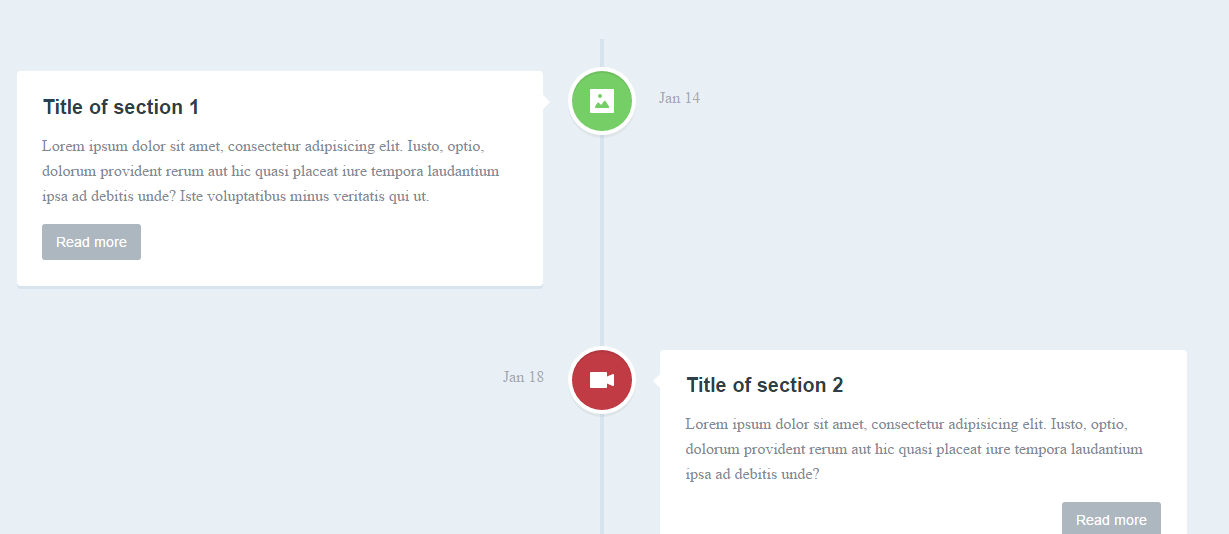 Title of section 1
Jan 14
Lorem ipsum dolor sit amet, consectetur adipisicing elit. Iusto, optio,
dolorum provident rerum aut hic quasi placeat iure tempora laudantium
ipsa ad debitis unde? Iste voluptatibus minus veritatis qui ut.
Read more
Jan 18
Title of section 2
Lorem ipsum dolor sit amet, consectetur adipisicing elit. Iusto, optio,
dolorum provident rerum aut hic quasi placeat iure tempora laudantium
ipsa ad debitis unde?
Read more